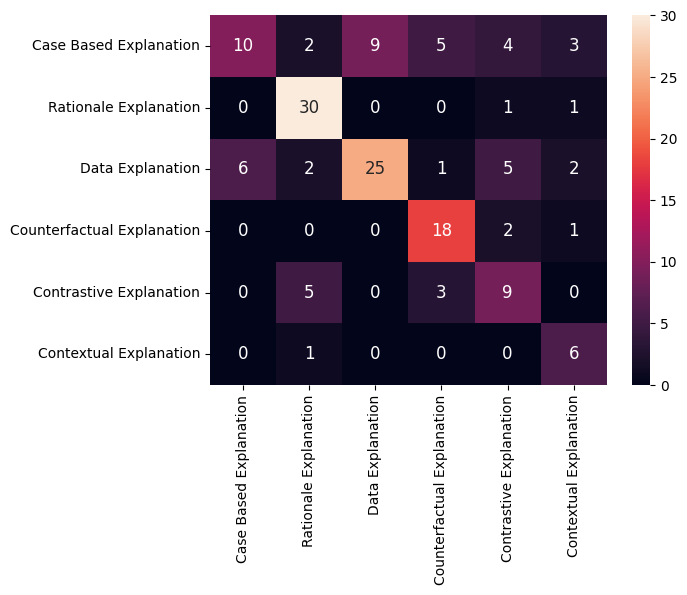 Case Based Explanation 10 2 9 5 4 3
Rationale Explanation 0 30 0 0 1 1
Data Explanation 6 2 25 1 5 2
Counterfactual Explanation 0 0 0 18 2 1
Contrastive Explanation 0 5 0 3 9 0
Contextual Explanation 0 1 0 0 0 6
Case Based Explanation
Rationale Explanation
Data Explanation
Counterfactual Explanation
Contrastive Explanation
Contextual Explanation
30
25
20
15
10
5
0